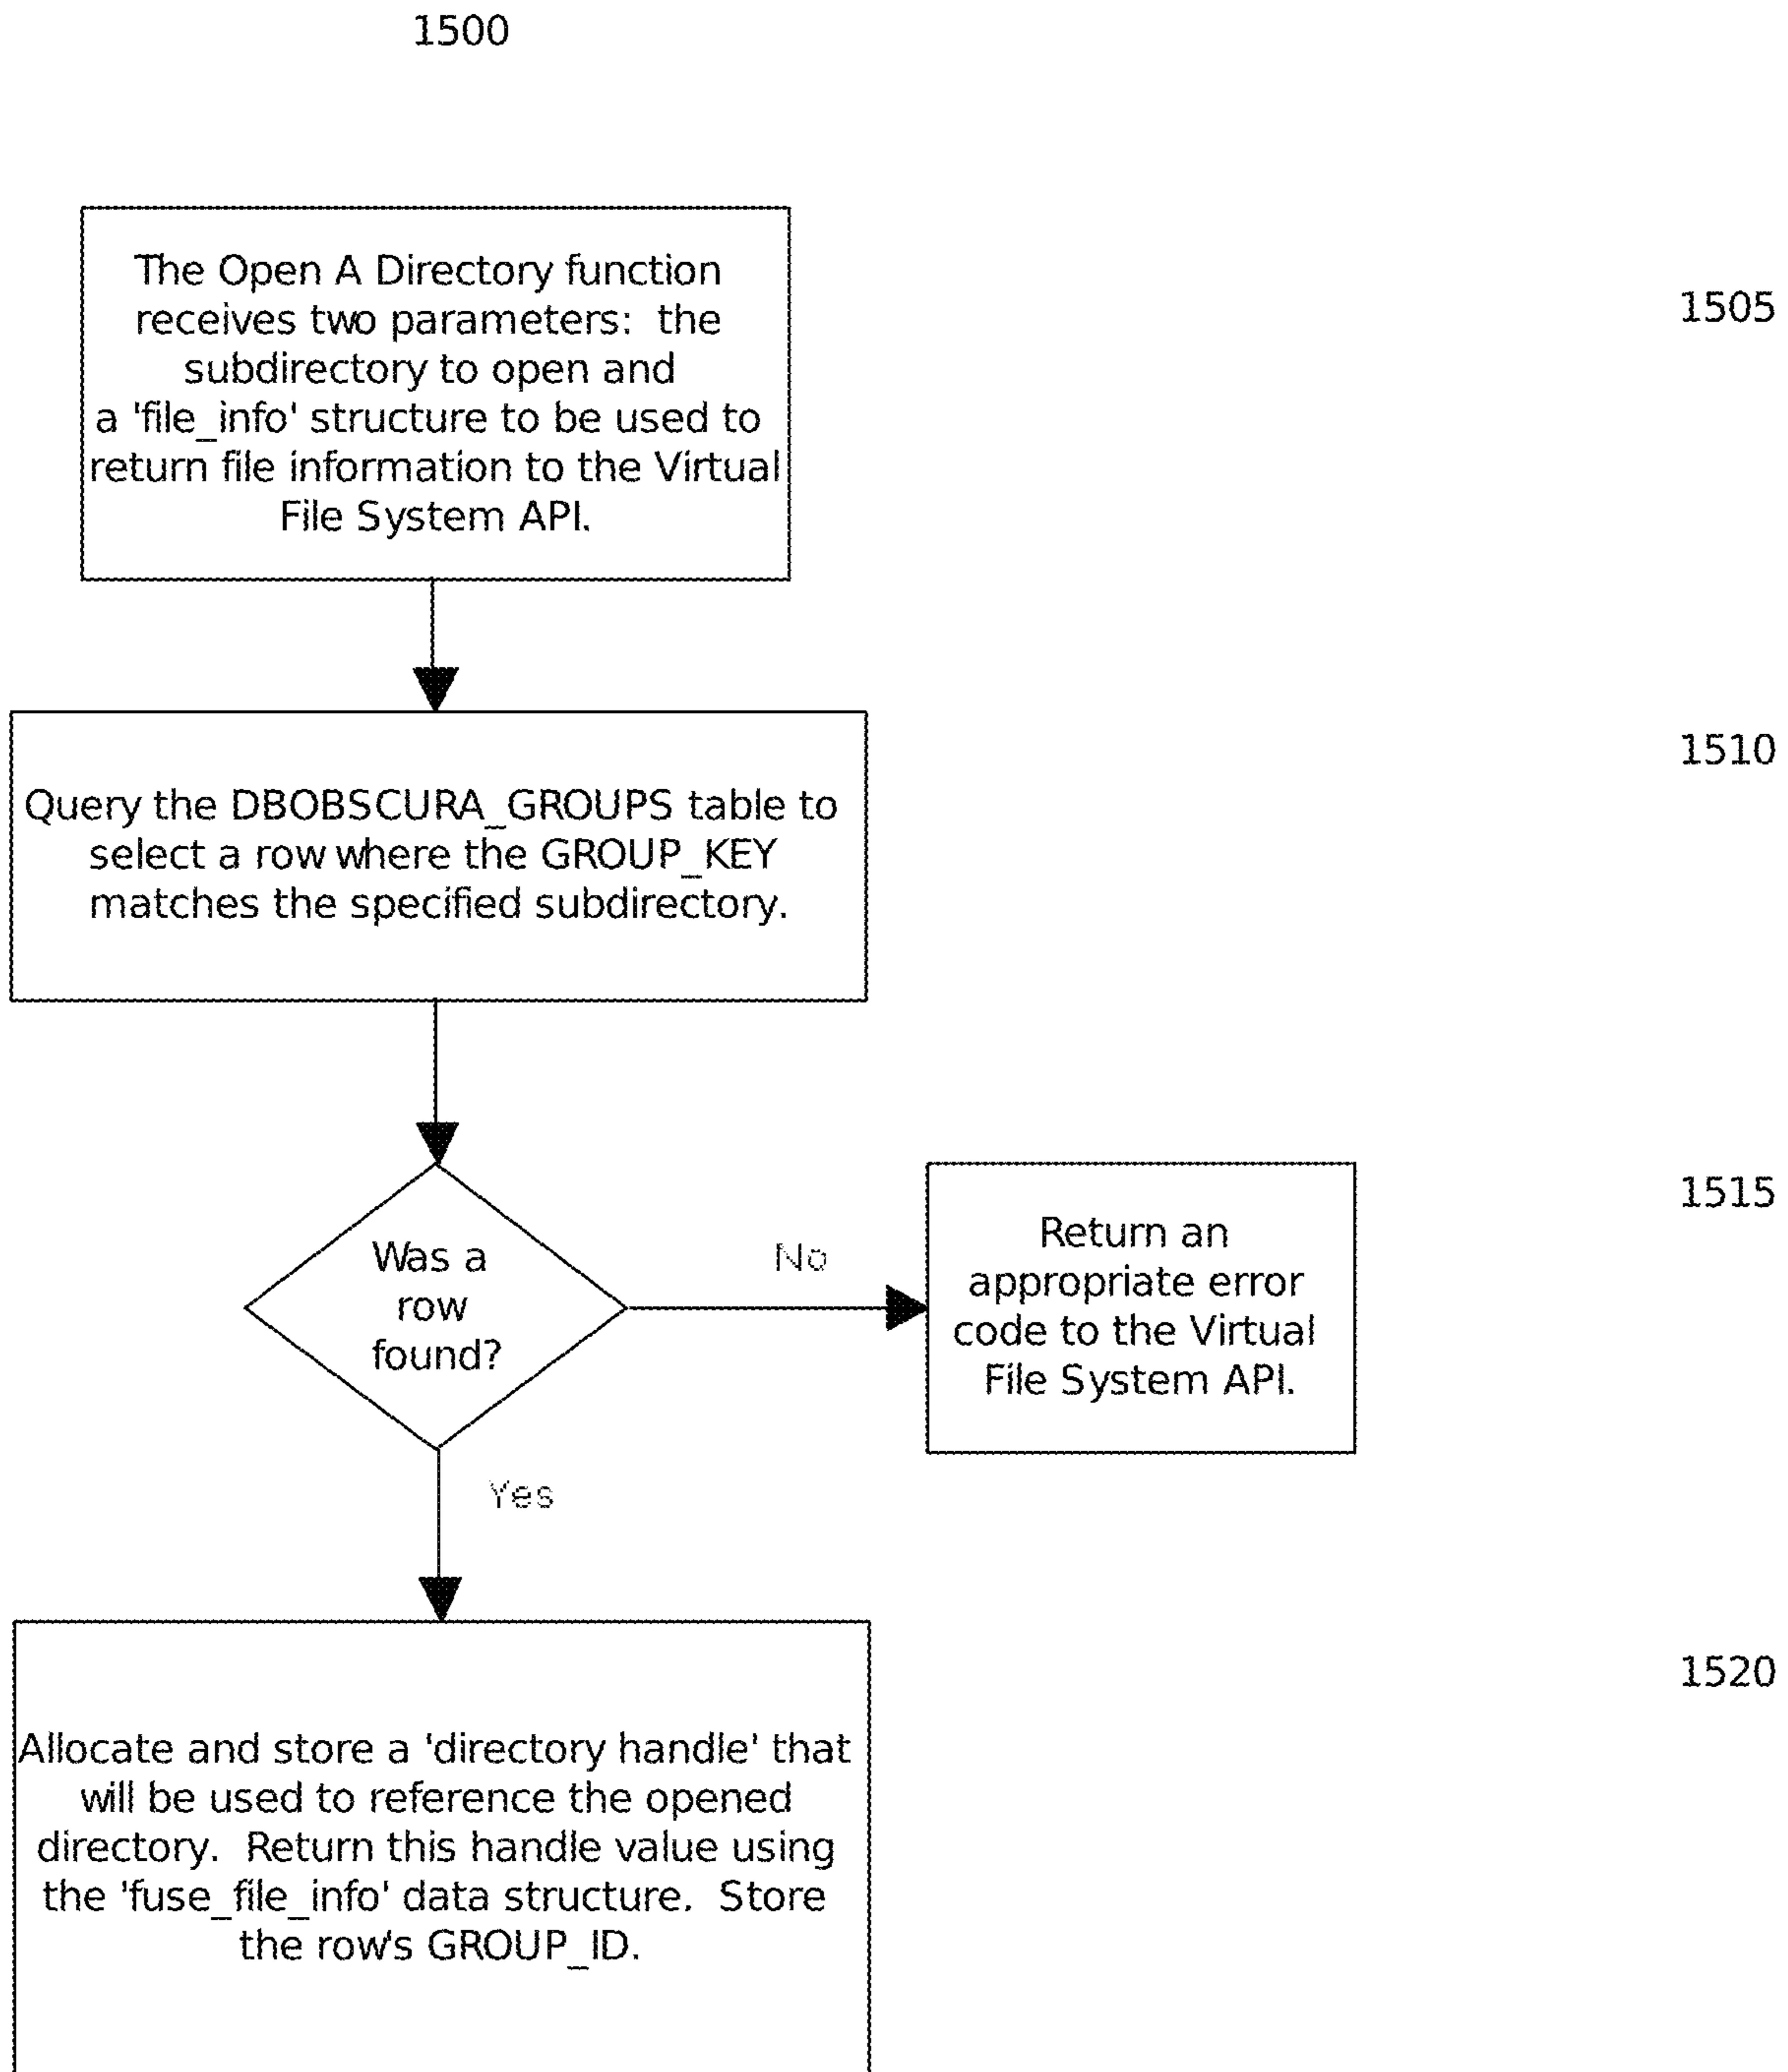 1500
The Open A Directory function
receives two parameters:  the
subdirectory to open and
a 'file_info' structure to be used to
return file information to the Virtual
File System API.
1505
Query the DBOBSCURA_GROUPS table to
select a row where the GROUP_KEY
matches the specified subdirectory.
1510
Was a
row
found?
No
Return an
appropriate error
code to the Virtual
File System API.
1515
Yes
Allocate and store a 'directory handle' that
will be used to reference the opened
directory.  Return this handle value using
the 'fuse_file_info' data structure.  Store
the row's GROUP_ID.
1520